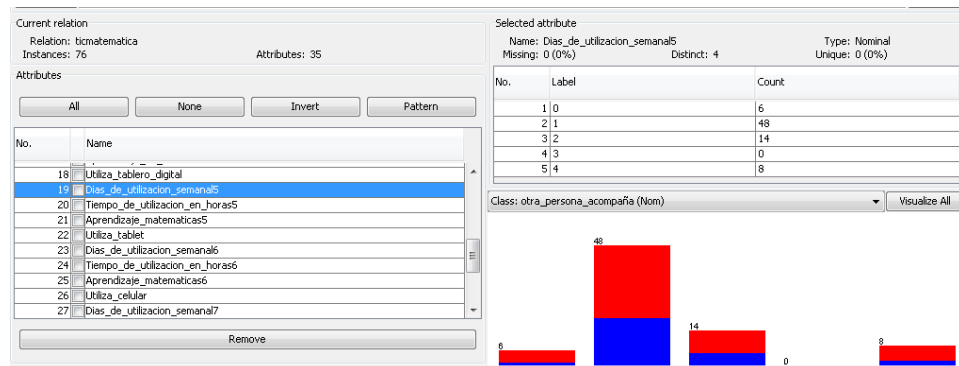 Current relation
Relation: ticmatematica
Instances: 76 Attributes: 35
Attributes
All None Invert Pattern
No. Name
18 Utiliza_tablero_digital
19 Dias_de_utilizacion_semanal5
20 Tiempo_de_utilizacion_en_horas5
21 Aprendizaje_matematicas5
22 Utiliza_tablet
23 Dias_de_utilizacion_semanal6
24 Tiempo_de_utilizacion_en_horas6
25 Aprendizaje_matematicas6
26 Utiliza_celular
27 Dias_de_utilizacion_semanal7
Remove
Selected attribute
Name: Dias_de_utilizacion_semanal5 Type: Nominal
Missing: 0 (0%) Distinct: 4 Unique: 0 (0%)
No. Label Count
1 0 6
2 1 48
3 2 14
4 3 0
5 4 8
Class: otra_persona_acompaña (Nom) Visualize All
6 48 14 0 8